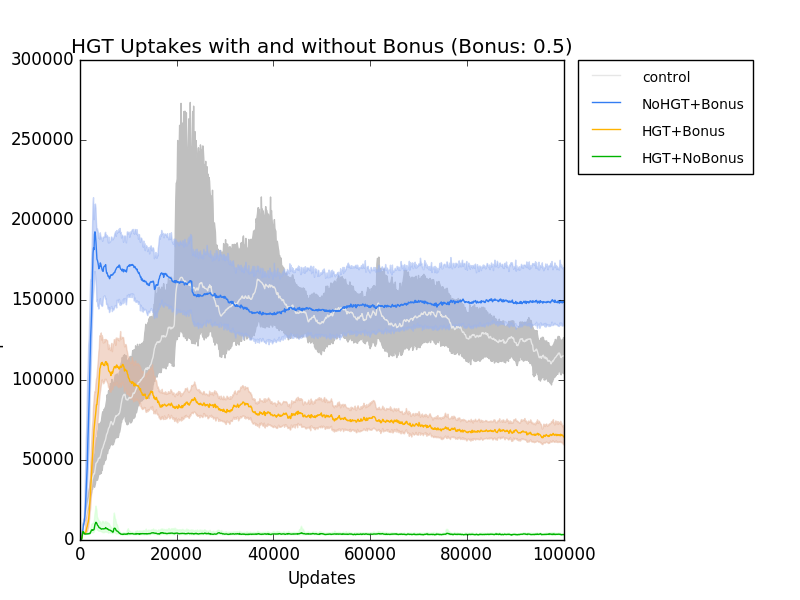 HGT Uptakes with and without Bonus (Bonus: 0.5)
300000
250000
200000
150000
100000
50000
0
0 20000 40000 60000 80000 100000
Updates
control
NoHGT+Bonus
HGT+Bonus
HGT+NoBonus